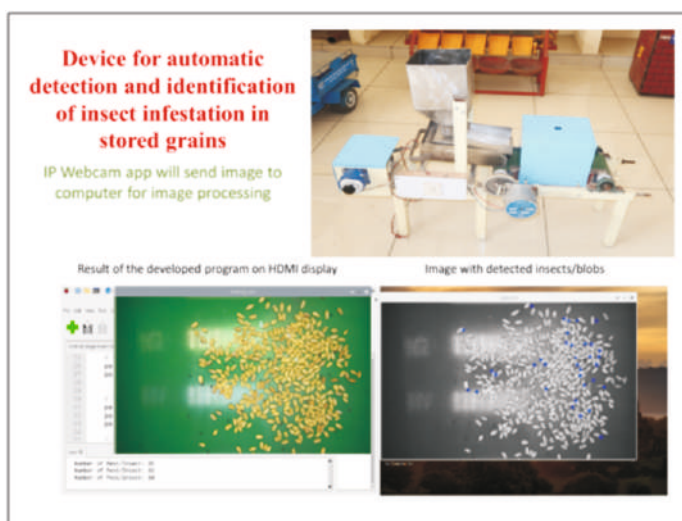 Device for automatic
detection and identification
of insect infestation in
stored grains
IP Webcam app will send image to
computer for image processing
Result of the developed program on HDMI display
Image with detected insects/blobs